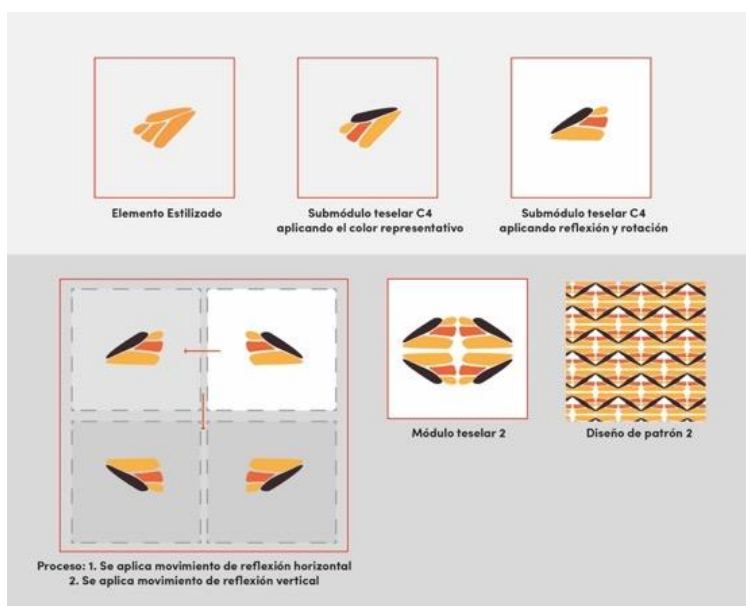 Elemento Estilizado
Submódulo teselar C4
aplicando el color representativo
Submódulo teselar C4
aplicando reflexión y rotación
Módulo teselar 2
Diseño de patrón 2
Proceso: 1. Se aplica movimiento de reflexión horizontal
2. Se aplica movimiento de reflexión vertical